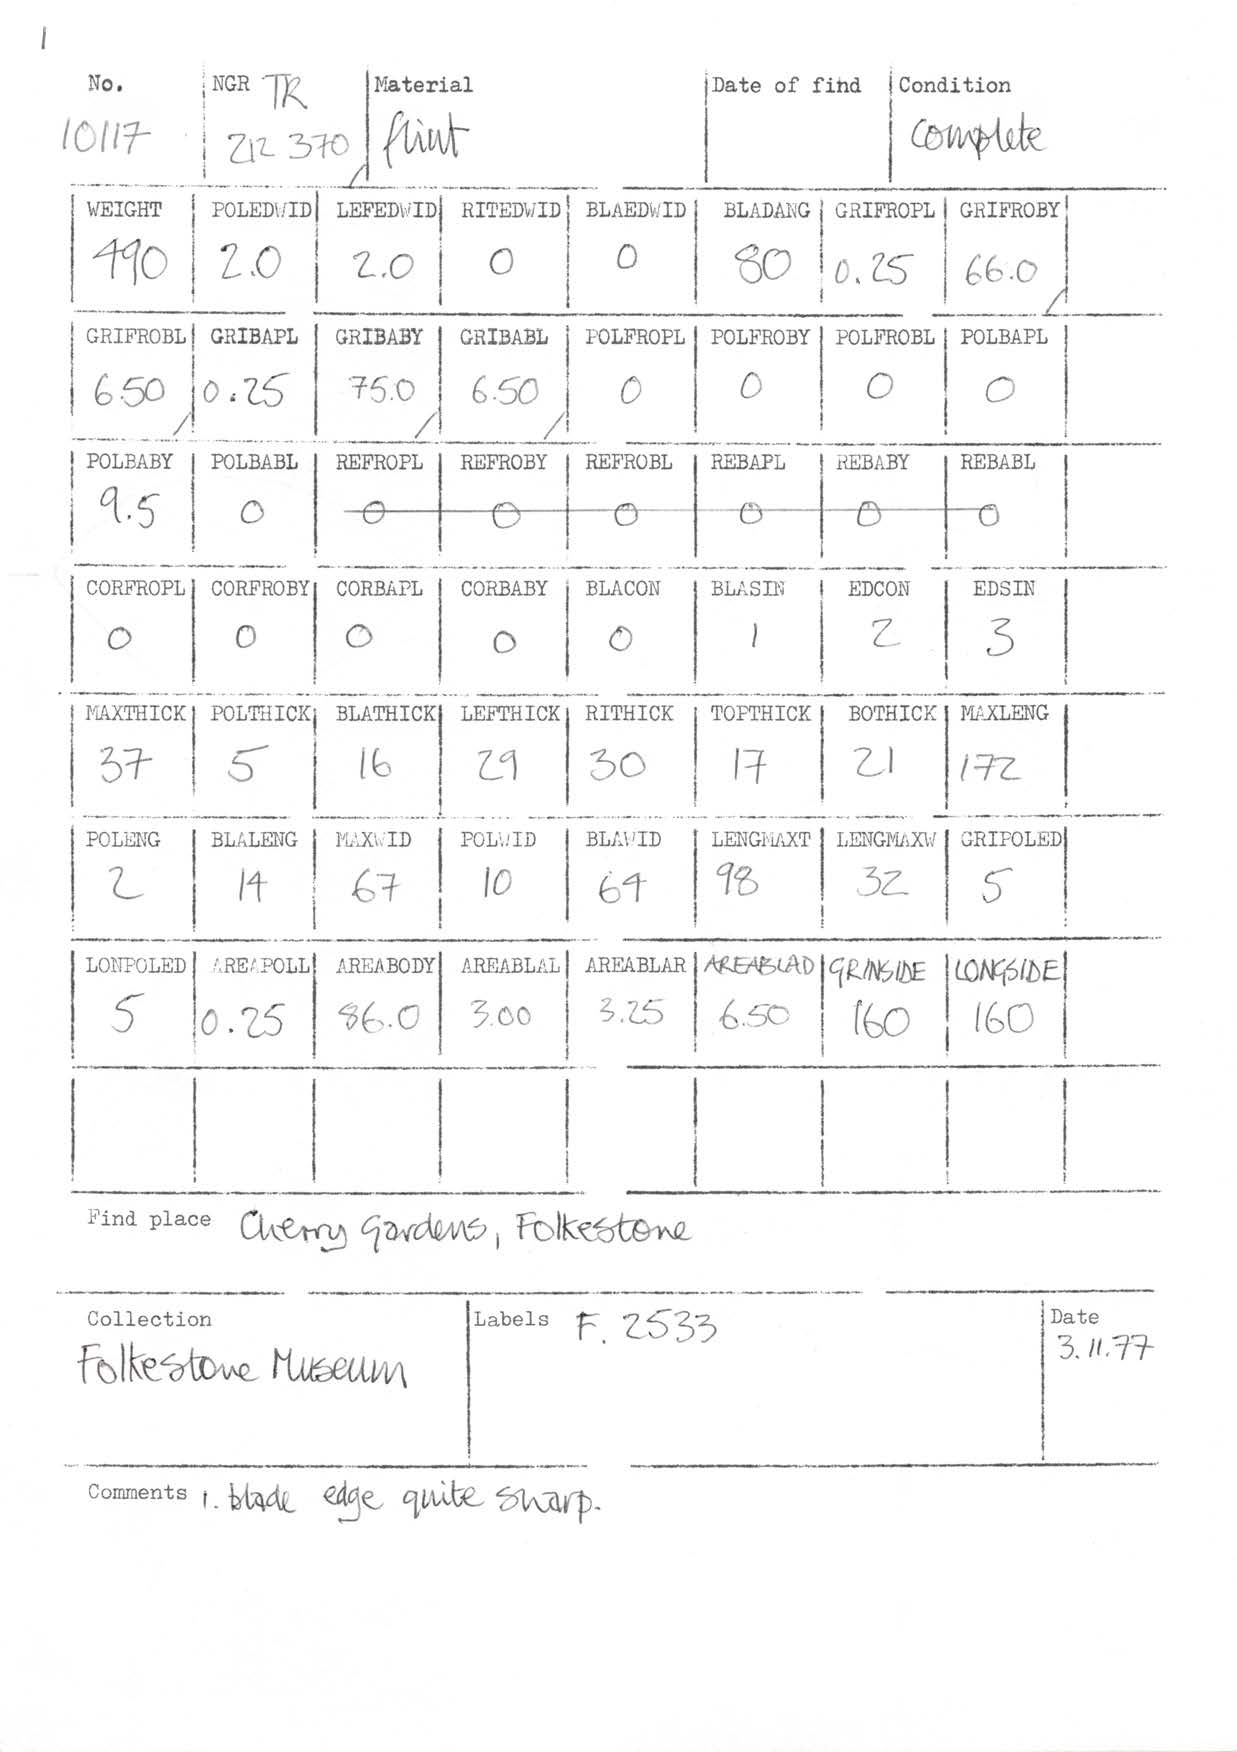 1
No. NGR TR Material Date of find Condition
10117 212 370 flint complete
WEIGHT POLEDWID LEFEDWID RITEDWID BLAEDWID BLADANG GRIFROPL GRIFROBY
490 2.0 2.0 0 0 80 0.25 66.0
GRIFROBL GRIBAPL GRIBABY GRIBABL POLFROPL POLFROBY POLFROBL POLBAPL
6.50 0.25 75.0 6.50 0 0 0 0
POLBABY POLBABL REFROPL REFROBY REFROBL REBAPL REBABY REBABL
9.5 0 0 0 0 0 0 0
CORFROPL CORFROBY CORBAPL CORBABY BLACON BLASIN EDCON EDSIN
0 0 0 0 0 1 2 3
MAXTHICK POLTHICK BLATHICK LEFTHICK RITHICK TOPTHICK BOTHICK MAXLENG
37 5 16 29 30 17 21 172
POLENG BLALENG MAXWID POLWID BLAWID LENGMAXT LENGMAXW GRIPOLED
2 14 67 10 64 98 32 5
LONPOLED AREAPOLL AREABODY AREABLAL AREABLAR AREABLAD GRINSIDE LONGSIDE
5 0.25 86.0 3.00 3.25 6.50 160 160
Find place Cherry Gardens, Folkestone
Collection Labels F. 2533 Date
Folkestone Museum 3.11.77
Comments 1. blade edge quite sharp.